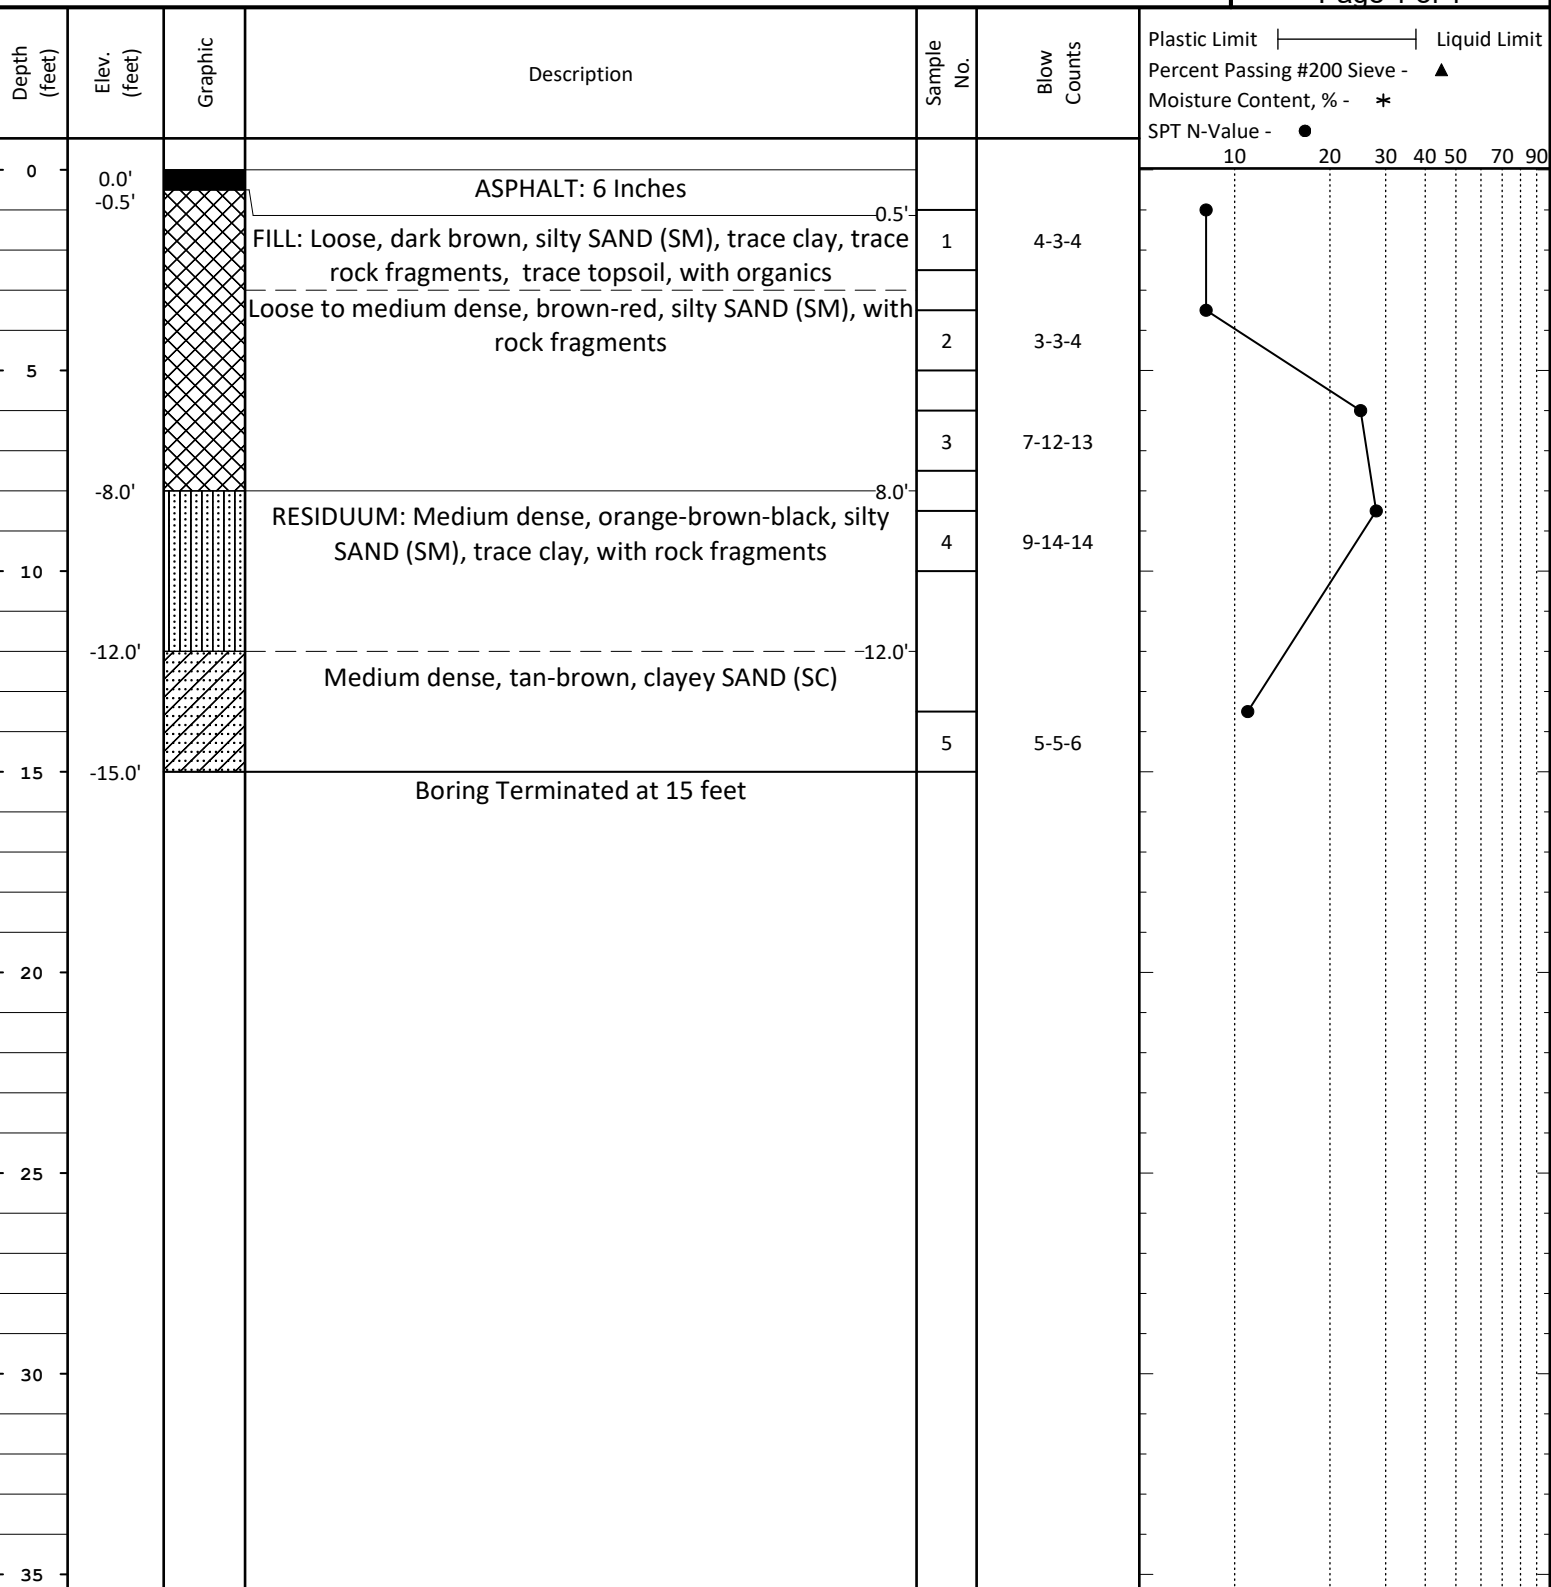 Depth (feet)
Elev. (feet)
Graphic
Description
Sample No.
Blow Counts
Plastic Limit Liquid Limit
Percent Passing #200 Sieve -
Moisture Content, % -
SPT N-Value -
10 20 30 40 50 70 90
0
0.0'
-0.5'
ASPHALT: 6 Inches
0.5'
FILL: Loose, dark brown, silty SAND (SM), trace clay, trace
rock fragments, trace topsoil, with organics
1
4-3-4
Loose to medium dense, brown-red, silty SAND (SM), with
rock fragments
2
3-3-4
5
3
7-12-13
-8.0'
8.0'
RESIDUUM: Medium dense, orange-brown-black, silty
SAND (SM), trace clay, with rock fragments
4
9-14-14
10
-12.0'
12.0'
Medium dense, tan-brown, clayey SAND (SC)
5
5-5-6
15
-15.0'
Boring Terminated at 15 feet
20
25
30
35